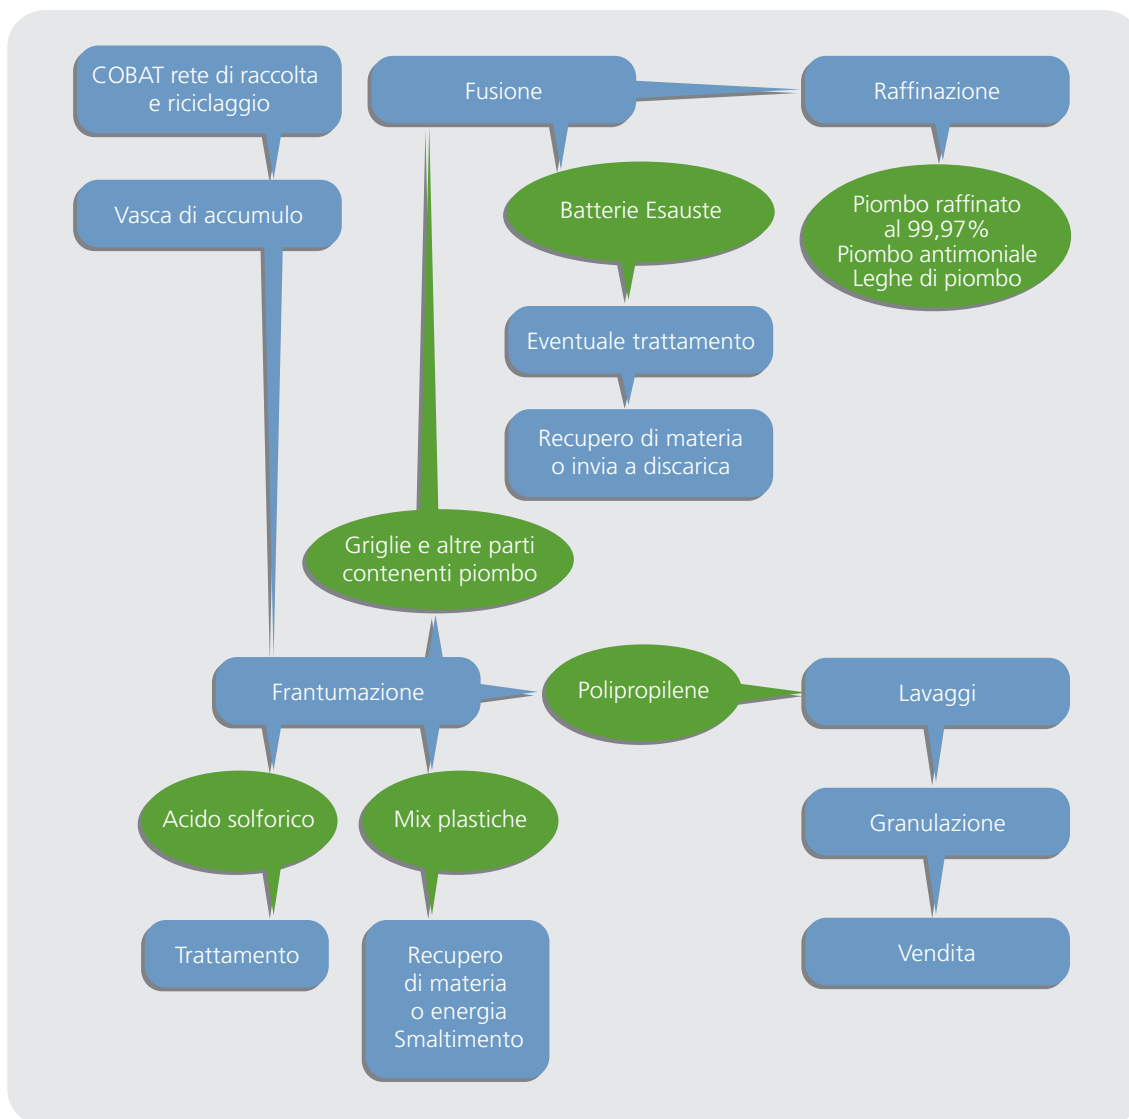 COBAT rete di raccolta
e riciclaggio
Fusione
Raffinazione
Vasca di accumulo
Batterie Esauste
Piombo raffinato
al 99,97%
Piombo antimoniale
Leghe di piombo
Eventuale trattamento
Recupero di materia
o invia a discarica
Griglie e altre parti
contenenti piombo
Frantumazione
Polipropilene
Lavaggi
Acido solforico
Mix plastiche
Granulazione
Trattamento
Recupero
di materia
o energia
Smaltimento
Vendita